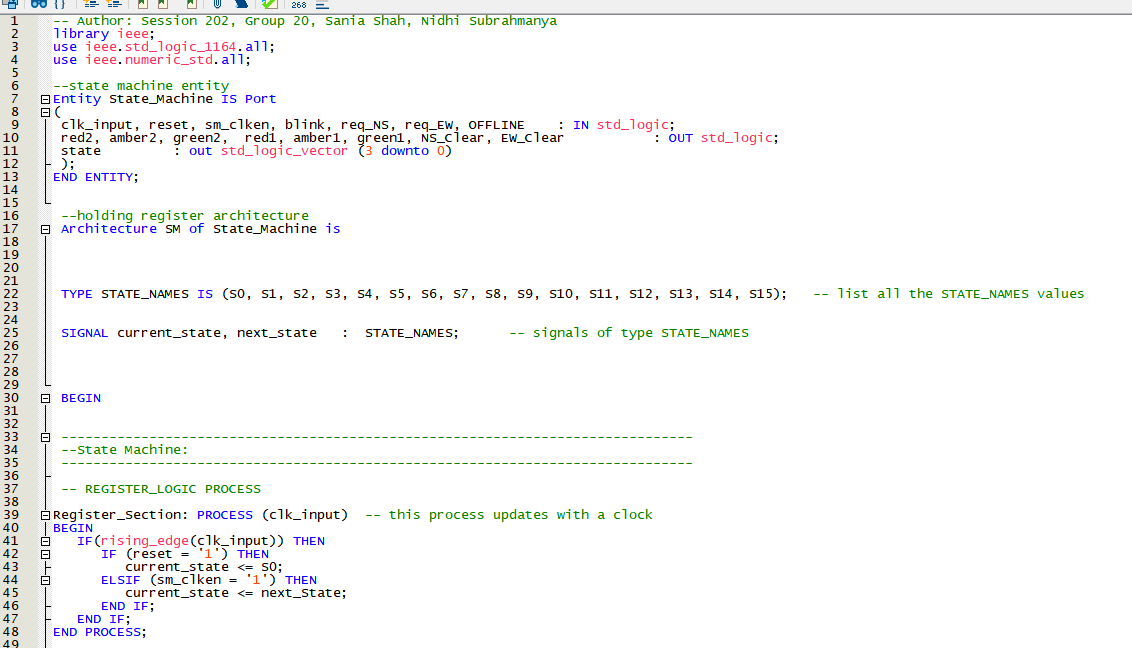 268
1 -- Author: Session 202, Group 20, Sania Shah, Nidhi Subrahmanya
2 library ieee;
3 use ieee.std_logic_1164.all;
4 use ieee.numeric_std.all;
5
6 --state machine entity
7 Entity State_Machine IS Port
8 (
9 clk_input, reset, sm_clken, blink, req_NS, req_EW, OFFLINE : IN std_logic;
10 red2, amber2, green2, red1, amber1, green1, NS_Clear, EW_Clear : OUT std_logic;
11 state : out std_logic_vector (3 downto 0)
12 );
13 END ENTITY;
14
15
16 --holding register architecture
17 Architecture SM of State_Machine is
18
19
20
21
22 TYPE STATE_NAMES IS (S0, S1, S2, S3, S4, S5, S6, S7, S8, S9, S10, S11, S12, S13, S14, S15); -- list all the STATE_NAMES values
23
24
25 SIGNAL current_state, next_state : STATE_NAMES; -- signals of type STATE_NAMES
26
27
28
29
30 BEGIN
31
32
33 -------------------------------------------------------------------------------
34 --State Machine:
35 -------------------------------------------------------------------------------
36
37 -- REGISTER_LOGIC PROCESS
38
39 Register_Section: PROCESS (clk_input) -- this process updates with a clock
40 BEGIN
41 IF(rising_edge(clk_input)) THEN
42 IF (reset = '1') THEN
43 current_state <= S0;
44 ELSIF (sm_clken = '1') THEN
45 current_state <= next_State;
46 END IF;
47 END IF;
48 END PROCESS;
49